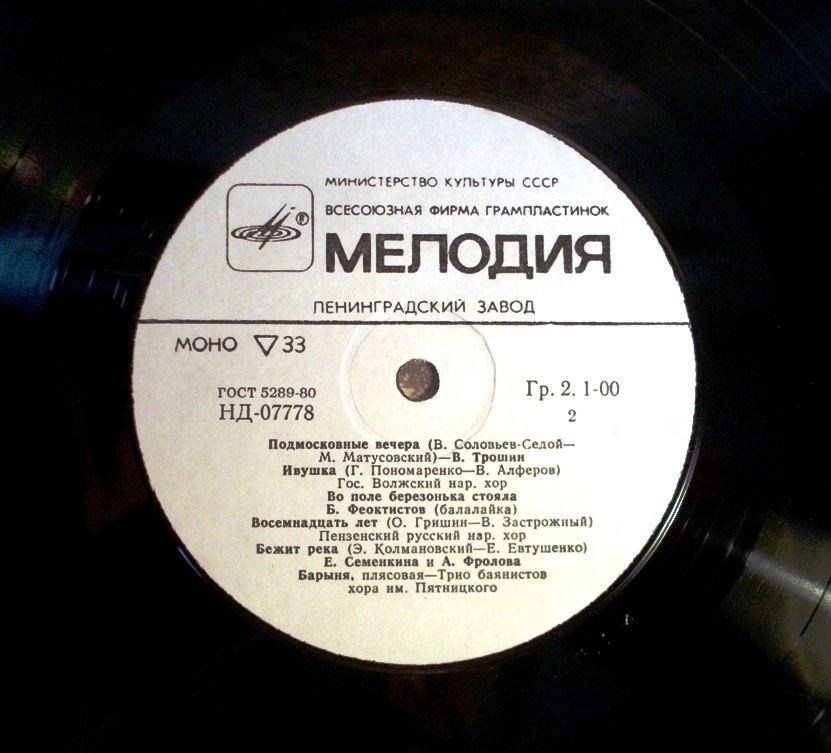 МИНИСТЕРСТВО КУЛЬТУРЫ СССР
ВСЕСОЮЗНАЯ ФИРМА ГРАМПЛАСТИНОК
®
МЕЛОДИЯ
ЛЕНИНГРАДСКИЙ ЗАВОД
МОНО ▽ 33
ГОСТ 5289-80
НД-07778
Гр. 2. 1-00
2
Подмосковные вечера (В. Соловьев-Седой—
М. Матусовский)—В. Трошин
Ивушка (Г. Пономаренко—В. Алферов)
Гос. Волжский нар. хор
Во поле березонька стояла
Б. Феоктистов (балалайка)
Восемнадцать лет (О. Гришин—В. Застрожный)
Пензенский русский нар. хор
Бежит река (Э. Колмановский—Е. Евтушенко)
Е. Семенкина и А. Фролова
Барыня, плясовая—Трио баянистов
хора им. Пятницкого